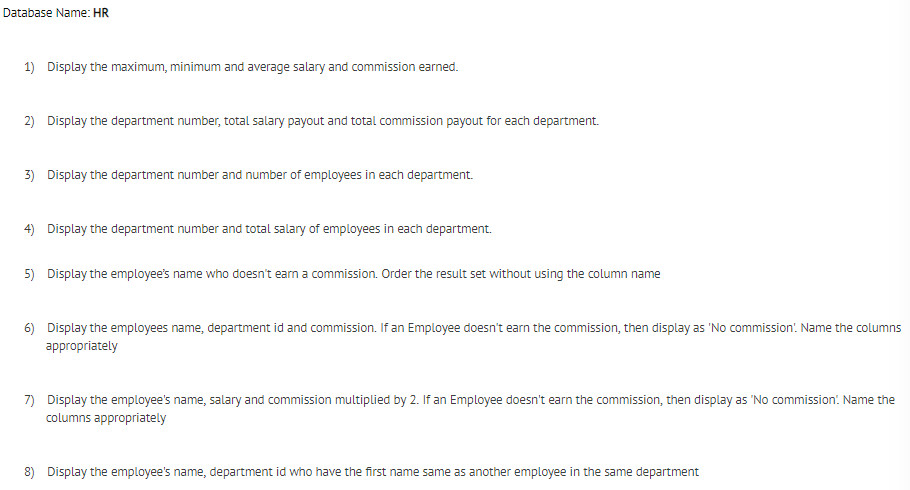 Database Name: HR
1) Display the maximum, minimum and average salary and commission earned.
2) Display the department number, total salary payout and total commission payout for each department.
3) Display the department number and number of employees in each department.
4) Display the department number and total salary of employees in each department.
5) Display the employee's name who doesn't earn a commission. Order the result set without using the column name
6) Display the employees name, department id and commission. If an Employee doesn't earn the commission, then display as 'No commission'. Name the columns
appropriately
7) Display the employee's name, salary and commission multiplied by 2. If an Employee doesn't earn the commission, then display as 'No commission'. Name the
columns appropriately
8) Display the employee's name, department id who have the first name same as another employee in the same department